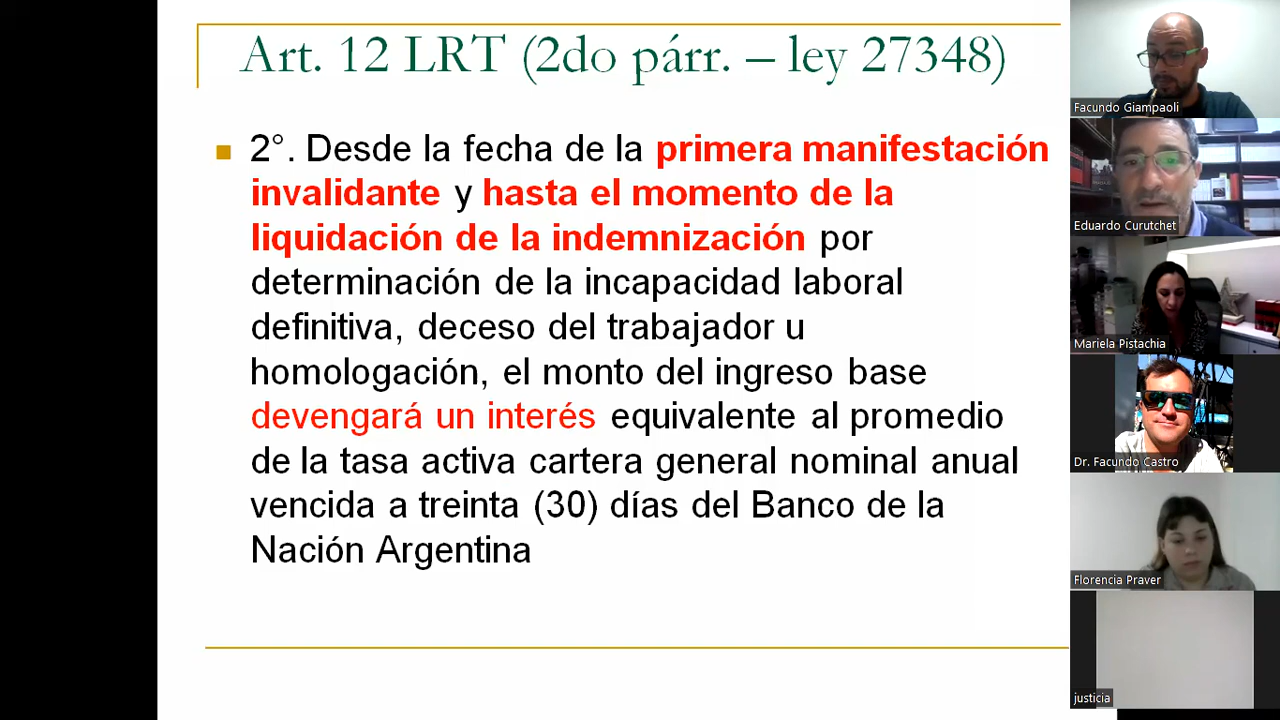 Art. 12 LRT (2do párr. – ley 27348)
2°. Desde la fecha de la primera manifestación
invalidante y hasta el momento de la
liquidación de la indemnización por
determinación de la incapacidad laboral
definitiva, deceso del trabajador u
homologación, el monto del ingreso base
devengará un interés equivalente al promedio
de la tasa activa cartera general nominal anual
vencida a treinta (30) días del Banco de la
Nación Argentina
Facundo Giampaoli
Eduardo Curutchet
Mariela Pistachia
Dr. Facundo Castro
Florencia Praver
justicia